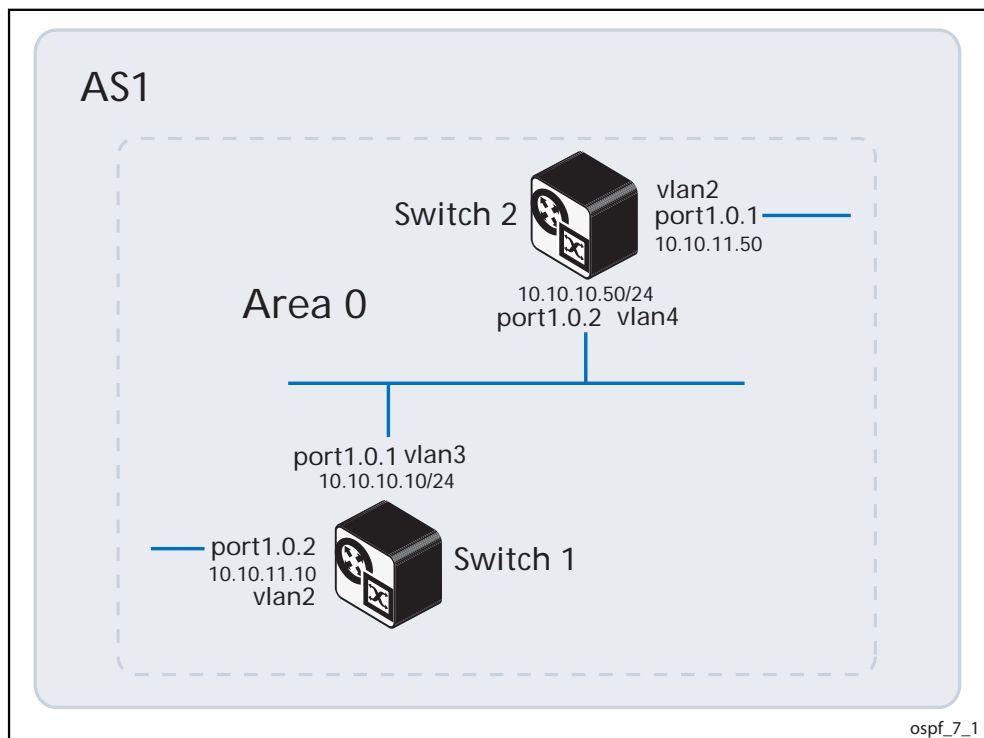 AS1
Switch 2
vlan2
port1.0.1
10.10.11.50
Area 0
10.10.10.50/24
port1.0.2 vlan4
port1.0.1 vlan3
10.10.10.10/24
port1.0.2
10.10.11.10
vlan2
Switch 1
ospf_7_1